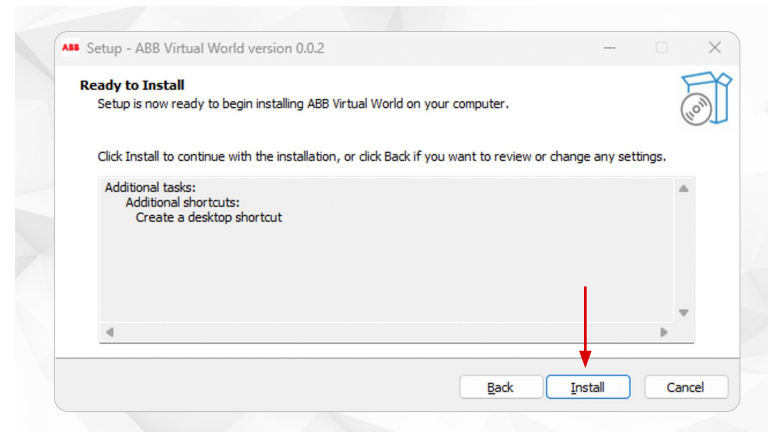 ABB Setup - ABB Virtual World version 0.0.2
Ready to Install
Setup is now ready to begin installing ABB Virtual World on your computer.
Click Install to continue with the installation, or click Back if you want to review or change any settings.
Additional tasks:
Additional shortcuts:
Create a desktop shortcut
Back Install Cancel